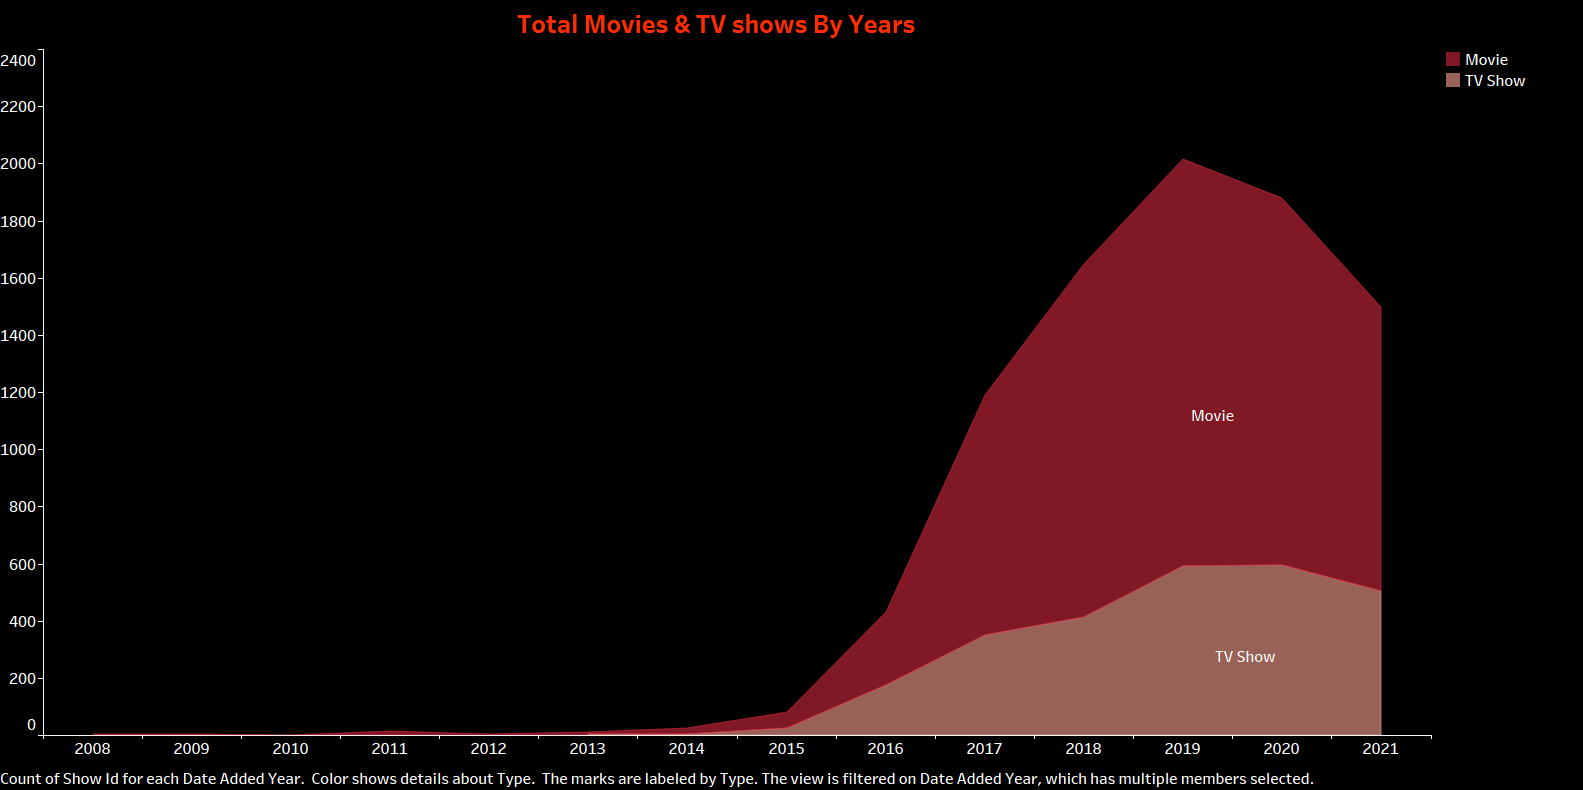 Total Movies & TV shows By Years
Movie
TV Show
2400
2200
2000
1800
1600
1400
1200
1000
800
600
400
200
0
Movie
TV Show
2008 2009 2010 2011 2012 2013 2014 2015 2016 2017 2018 2019 2020 2021
Count of Show Id for each Date Added Year.  Color shows details about Type.  The marks are labeled by Type. The view is filtered on Date Added Year, which has multiple members selected.